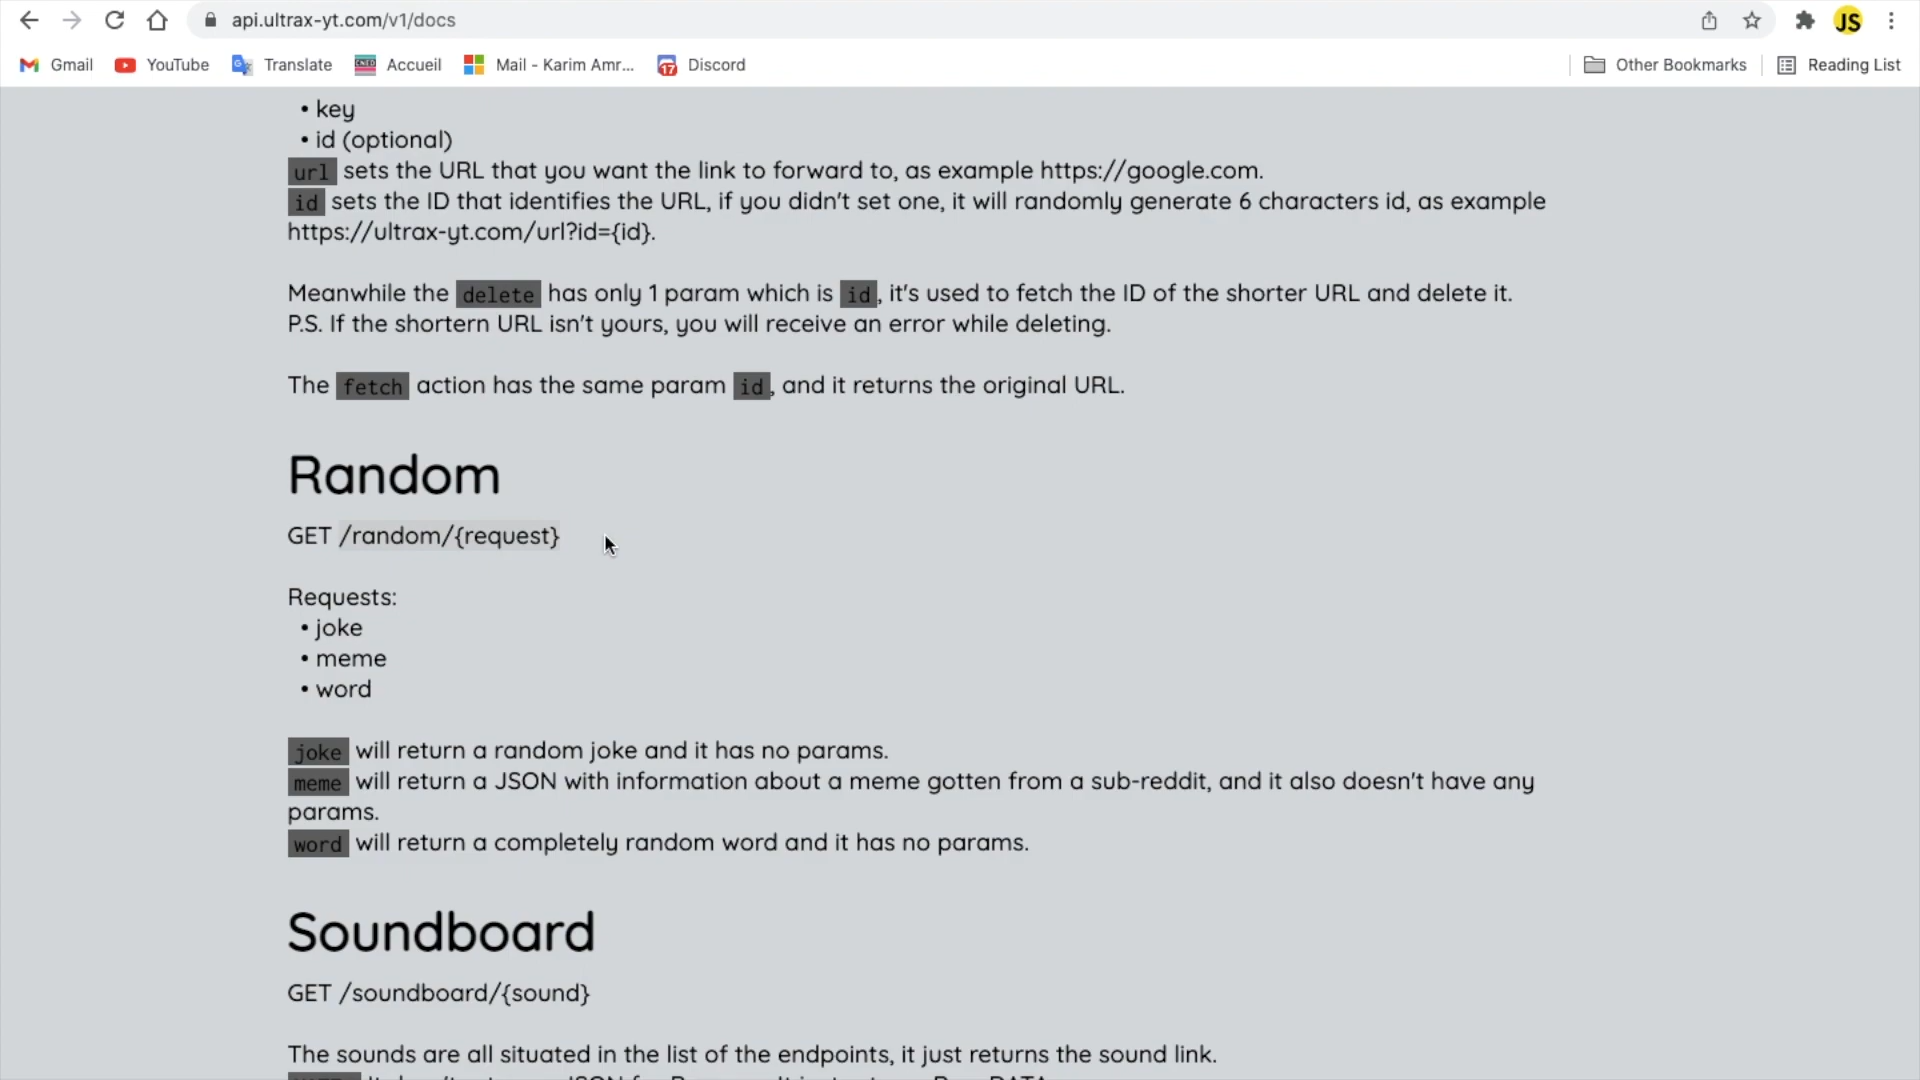 api.ultrax-yt.com/v1/docs
JS
Gmail
YouTube
Translate
CNED
Accueil
Mail - Karim Amr...
17
Discord
Other Bookmarks
Reading List
• key
• id (optional)
url sets the URL that you want the link to forward to, as example https://google.com.
id sets the ID that identifies the URL, if you didn't set one, it will randomly generate 6 characters id, as example
https://ultrax-yt.com/url?id={id}.
Meanwhile the delete has only 1 param which is id, it's used to fetch the ID of the shorter URL and delete it.
P.S. If the shortern URL isn't yours, you will receive an error while deleting.
The fetch action has the same param id, and it returns the original URL.
Random
GET /random/{request}
Requests:
• joke
• meme
• word
joke will return a random joke and it has no params.
meme will return a JSON with information about a meme gotten from a sub-reddit, and it also doesn't have any
params.
word will return a completely random word and it has no params.
Soundboard
GET /soundboard/{sound}
The sounds are all situated in the list of the endpoints, it just returns the sound link.